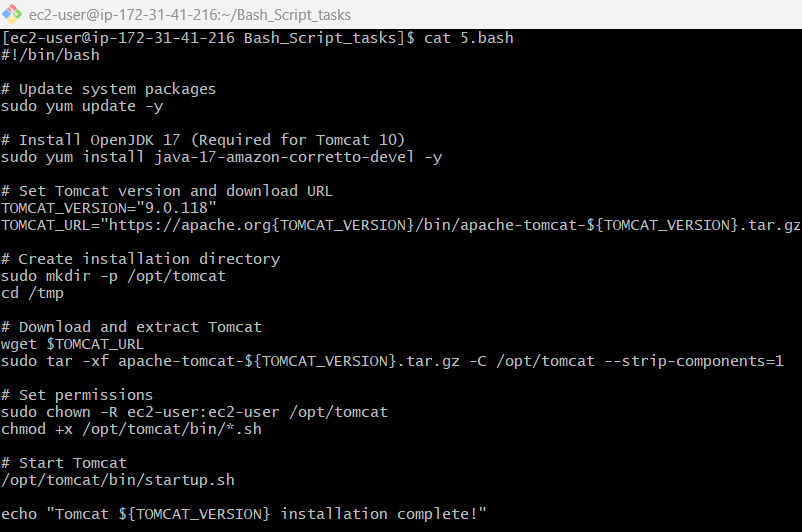 ec2-user@ip-172-31-41-216:~/Bash_Script_tasks
[ec2-user@ip-172-31-41-216 Bash_Script_tasks]$ cat 5.bash
#!/bin/bash
# Update system packages
sudo yum update -y
# Install OpenJDK 17 (Required for Tomcat 10)
sudo yum install java-17-amazon-corretto-devel -y
# Set Tomcat version and download URL
TOMCAT_VERSION="9.0.118"
TOMCAT_URL="https://apache.org{TOMCAT_VERSION}/bin/apache-tomcat-${TOMCAT_VERSION}.tar.gz
# Create installation directory
sudo mkdir -p /opt/tomcat
cd /tmp
# Download and extract Tomcat
wget $TOMCAT_URL
sudo tar -xf apache-tomcat-${TOMCAT_VERSION}.tar.gz -C /opt/tomcat --strip-components=1
# Set permissions
sudo chown -R ec2-user:ec2-user /opt/tomcat
chmod +x /opt/tomcat/bin/*.sh
# Start Tomcat
/opt/tomcat/bin/startup.sh
echo "Tomcat ${TOMCAT_VERSION} installation complete!"